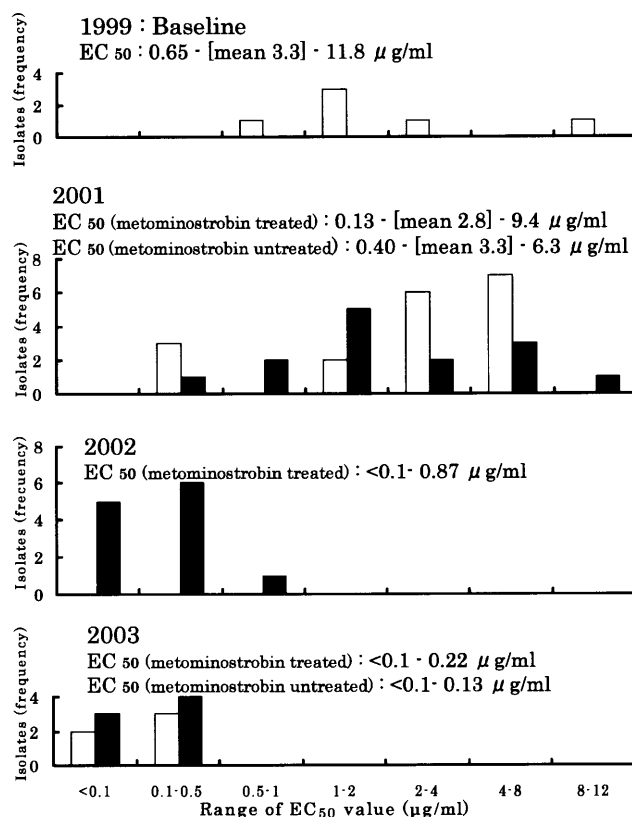 1999 : Baseline
EC 50 : 0.65 - [mean 3.3] - 11.8 μ g/ml
Isolates (frequency)
4
2
0
2001
EC 50 (metominostrobin treated) : 0.13 - [mean 2.8] - 9.4 μ g/ml
EC 50 (metominostrobin untreated) : 0.40 - [mean 3.3] - 6.3 μ g/ml
Isolates (frequency)
8
6
4
2
0
2002
EC 50 (metominostrobin treated) : <0.1- 0.87 μ g/ml
Isolates (frecuency)
8
6
4
2
0
2003
EC 50 (metominostrobin treated) : <0.1 - 0.22 μ g/ml
EC 50 (metominostrobin untreated) : <0.1- 0.13 μ g/ml
Isolates (frequency)
4
2
0
<0.1 0.1-0.5 0.5-1 1-2 2-4 4-8 8-12
Range of EC50 value (μg/ml)